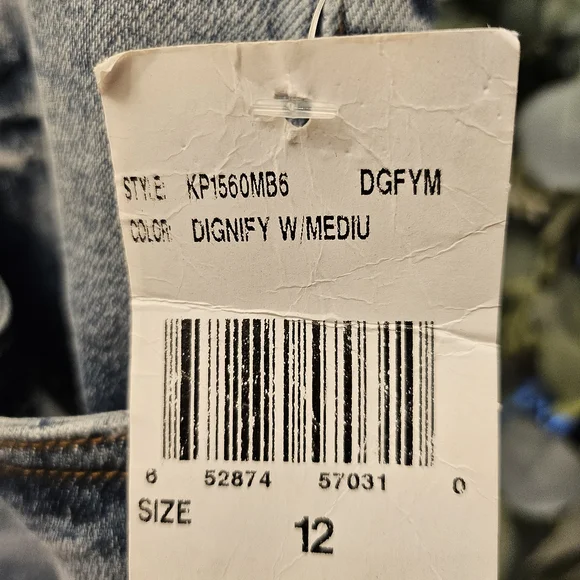 STYLE: KP1560MB6 DGFYM
COLOR: DIGNIFY W/MEDIU
6 52874 57031 0
SIZE
12